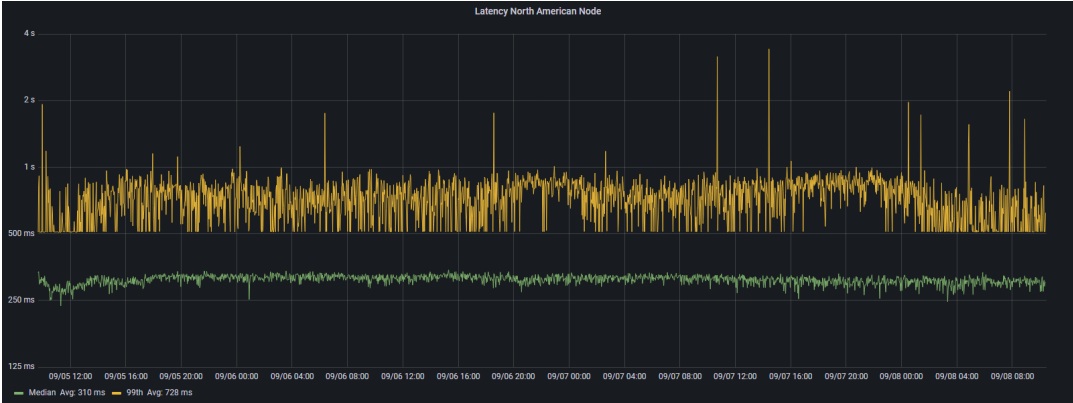 Latency North American Node
4 s
2 s
1 s
500 ms
250 ms
125 ms
09/05 12:00 09/05 16:00 09/05 20:00 09/06 00:00 09/06 04:00 09/06 08:00 09/06 12:00 09/06 16:00 09/06 20:00 09/07 00:00 09/07 04:00 09/07 08:00 09/07 12:00 09/07 16:00 09/07 20:00 09/08 00:00 09/08 04:00 09/08 08:00
Median Avg: 310 ms 99th Avg: 728 ms